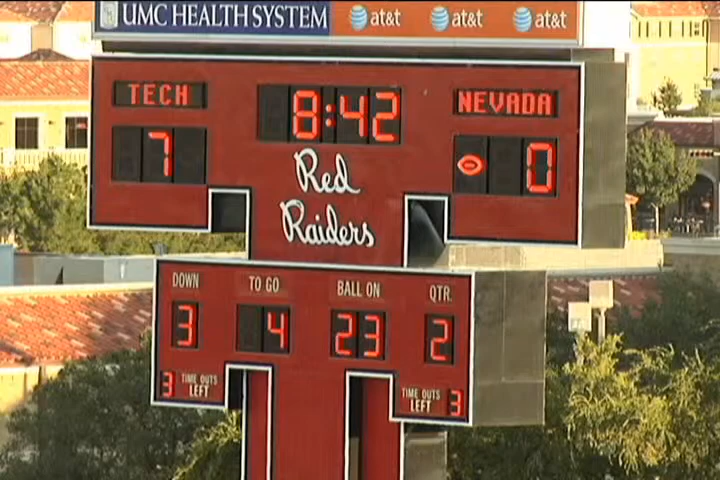 UMC HEALTH SYSTEM at&t at&t at&t
TECH 8:42 NEVADA
7 0
Red
Raiders
DOWN TO GO BALL ON QTR.
3 4 23 2
3 TIME OUTS LEFT TIME OUTS LEFT 3